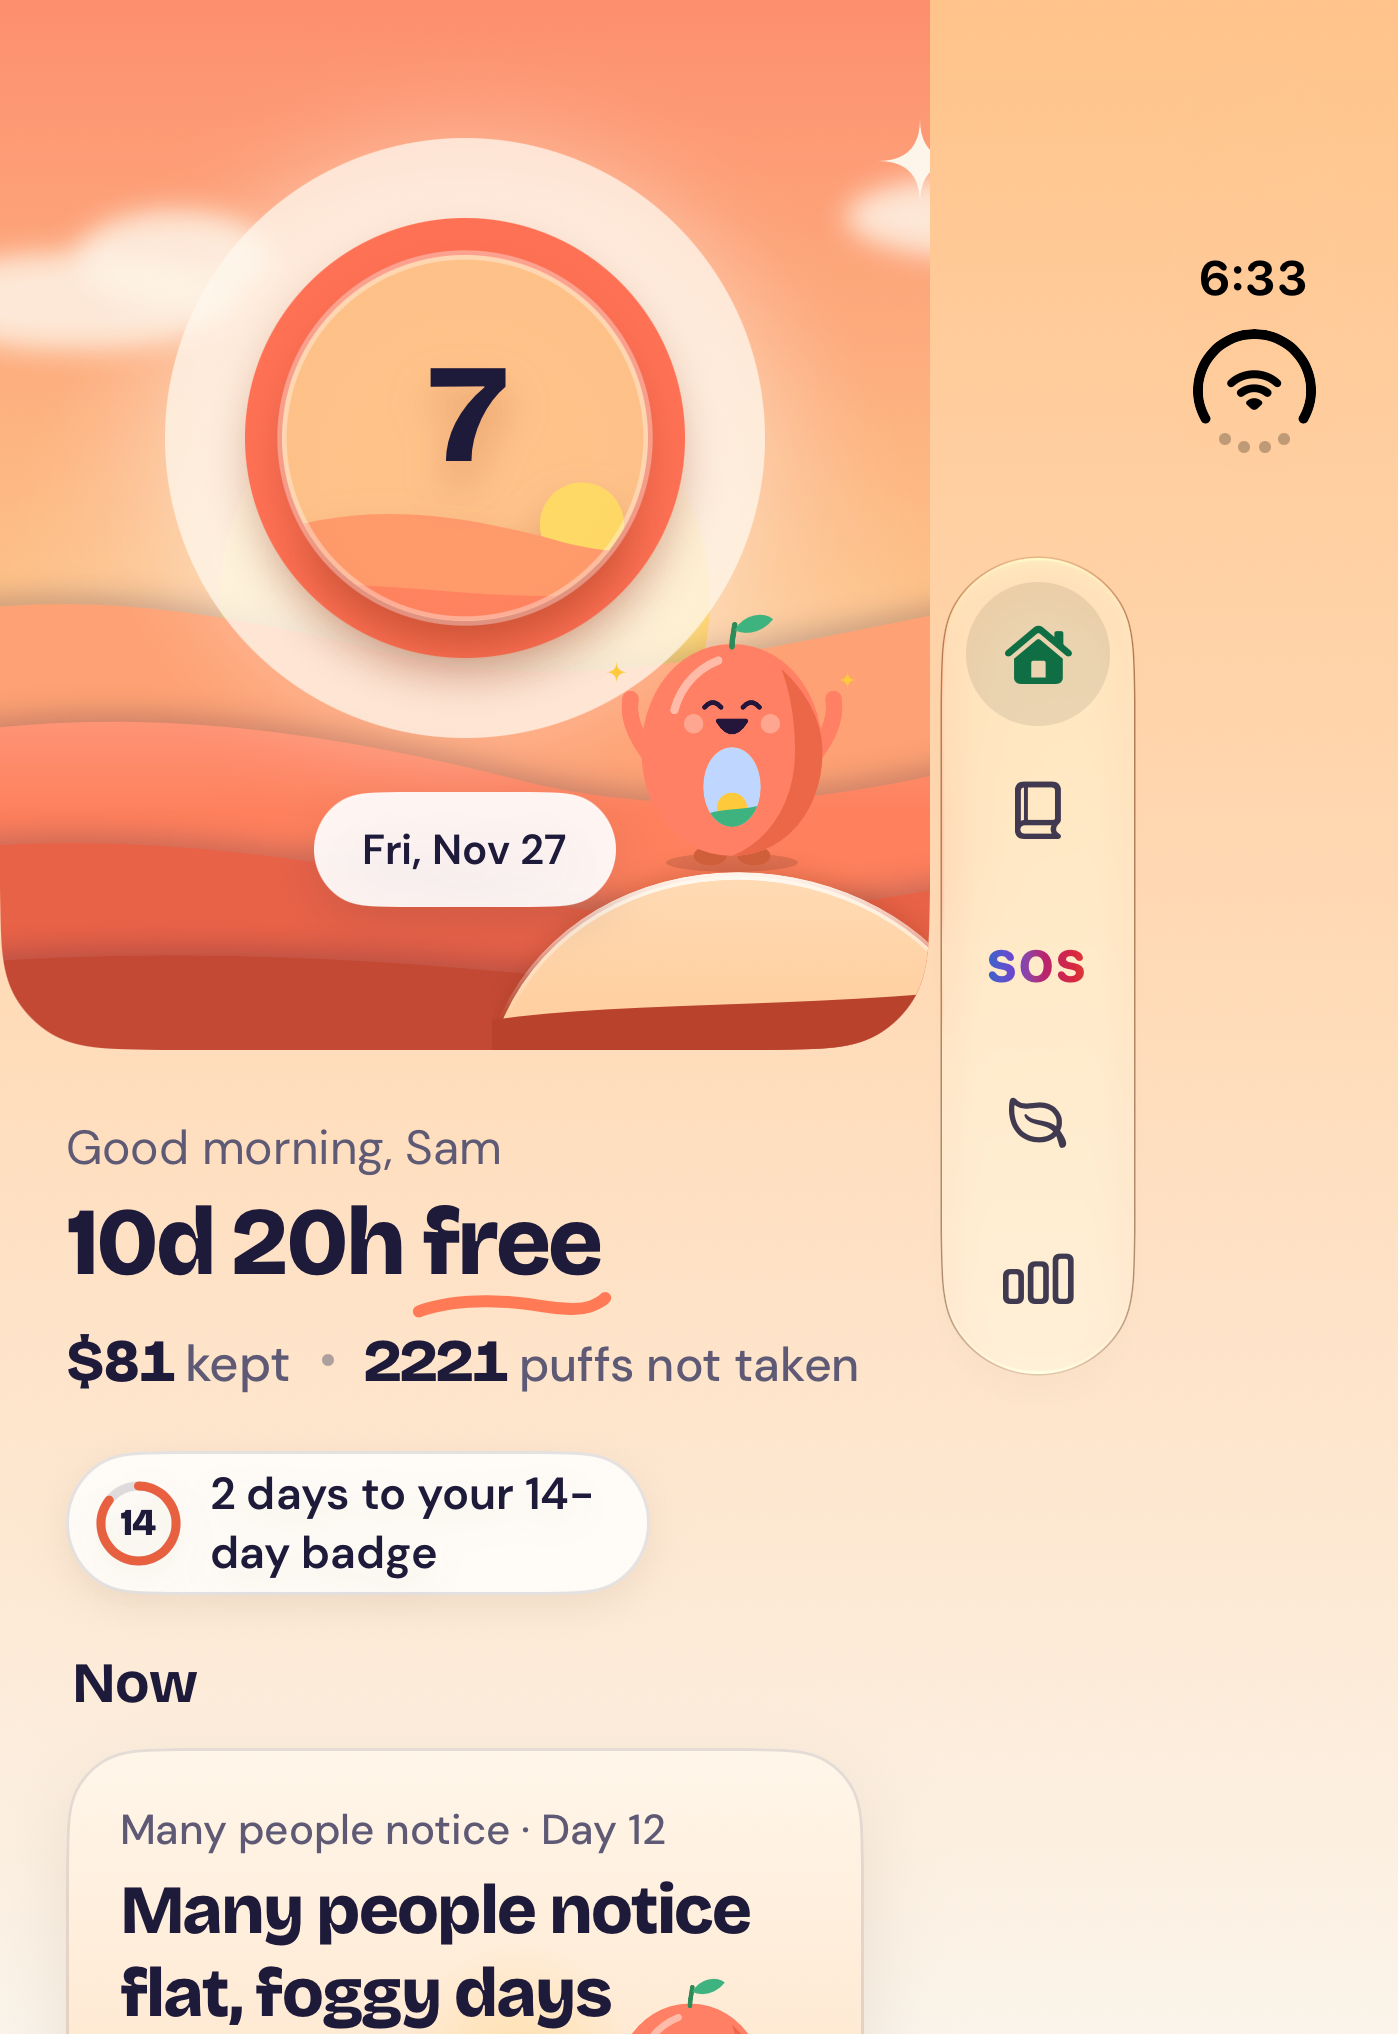 7
6:33
Fri, Nov 27
sos
Good morning, Sam
10d 20h free
$81 kept • 2221 puffs not taken
14
2 days to your 14-
day badge
Now
Many people notice · Day 12
Many people notice
flat, foggy days